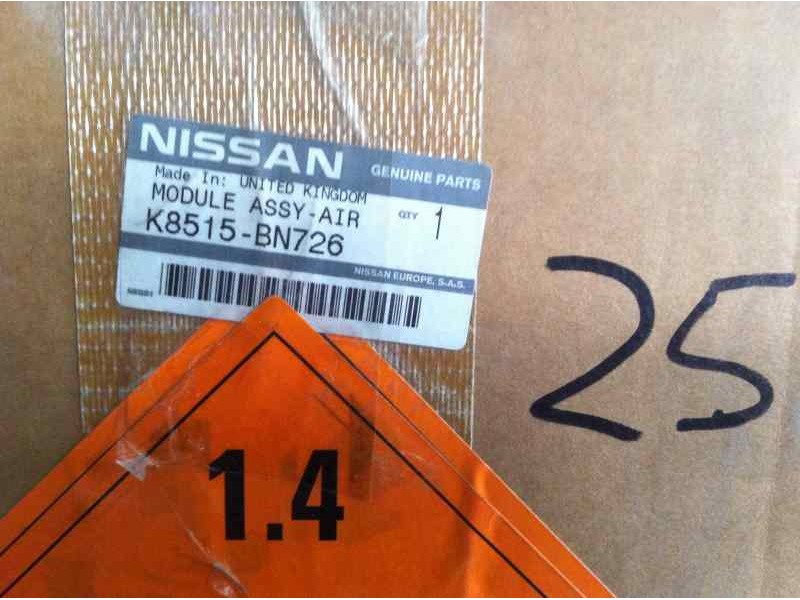 NISSAN GENUINE PARTS
Made In: UNITED KINGDOM
MODULE ASSY-AIR
QTY 1
K8515-BN726
NISSAN EUROPE, S.A.S.
25
1.4